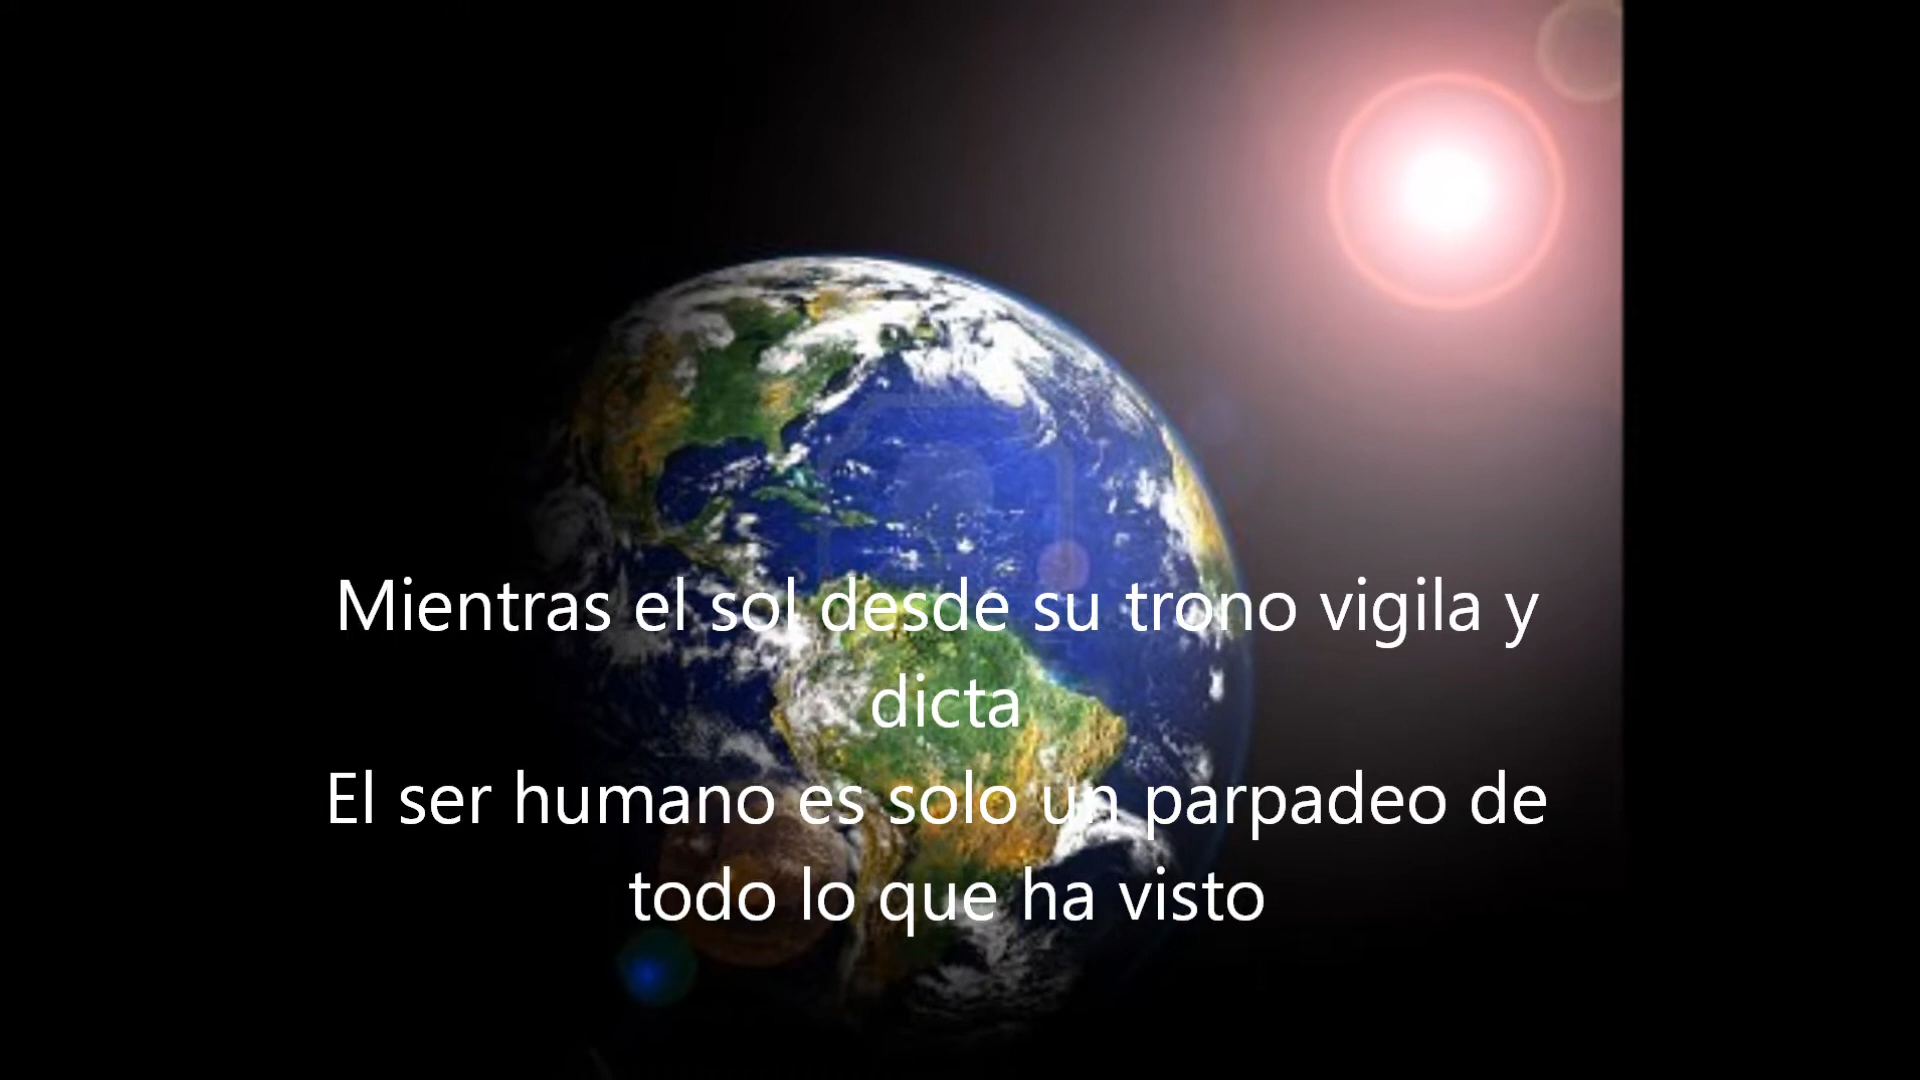 Mientras el sol desde su trono vigila y
dicta
El ser humano es solo un parpadeo de
todo lo que ha visto